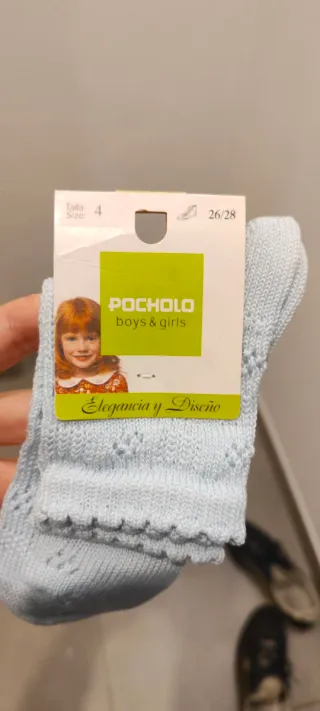 Talla
Size: 4 26/28
POCHOLO
boys & girls
Elegancia y Diseño